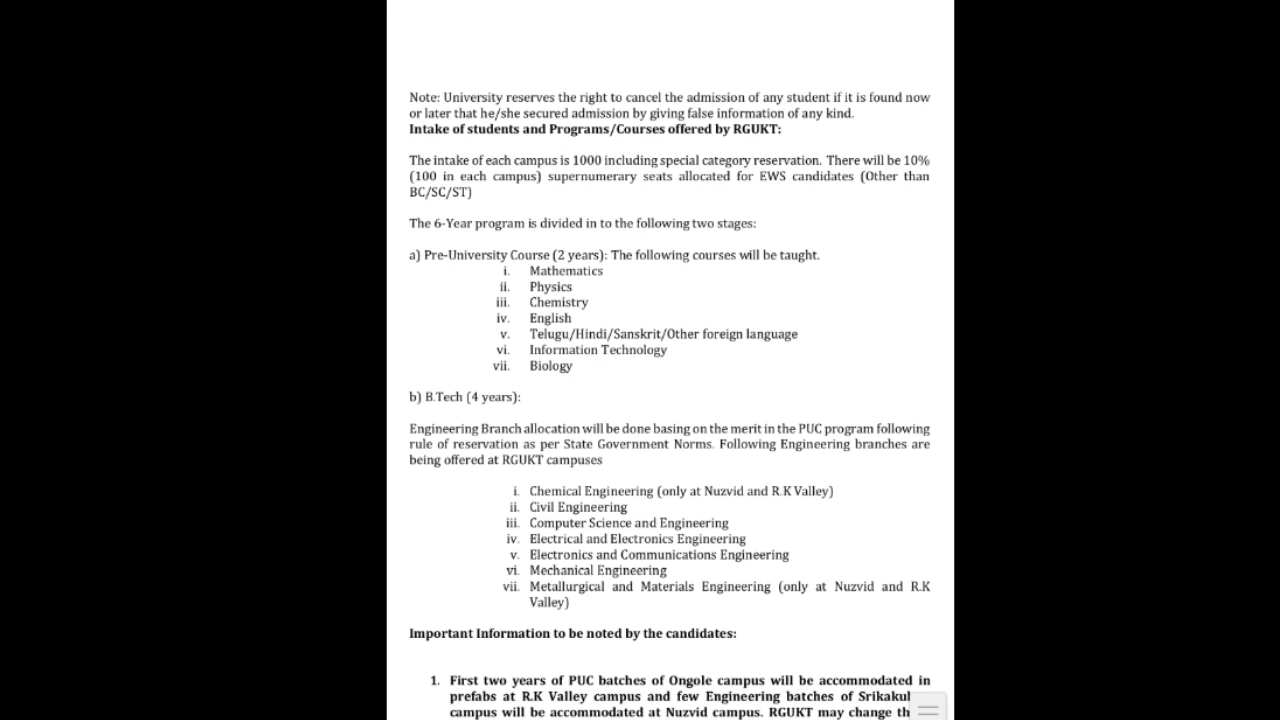 Note: University reserves the right to cancel the admission of any student if it is found now
or later that he/she secured admission by giving false information of any kind.
Intake of students and Programs/Courses offered by RGUKT:
The intake of each campus is 1000 including special category reservation. There will be 10%
(100 in each campus) supernumerary seats allocated for EWS candidates (Other than
BC/SC/ST)
The 6-Year program is divided in to the following two stages:
a) Pre-University Course (2 years): The following courses will be taught.
i. Mathematics
ii. Physics
iii. Chemistry
iv. English
v. Telugu/Hindi/Sanskrit/Other foreign language
vi. Information Technology
vii. Biology
b) B.Tech (4 years):
Engineering Branch allocation will be done basing on the merit in the PUC program following
rule of reservation as per State Government Norms. Following Engineering branches are
being offered at RGUKT campuses
i. Chemical Engineering (only at Nuzvid and R.K Valley)
ii. Civil Engineering
iii. Computer Science and Engineering
iv. Electrical and Electronics Engineering
v. Electronics and Communications Engineering
vi. Mechanical Engineering
vii. Metallurgical and Materials Engineering (only at Nuzvid and R.K
Valley)
Important Information to be noted by the candidates:
1. First two years of PUC batches of Ongole campus will be accommodated in
prefabs at R.K Valley campus and few Engineering batches of Srikakul
campus will be accommodated at Nuzvid campus. RGUKT may change th